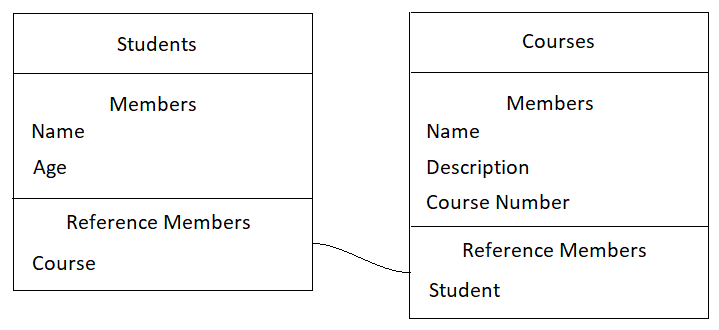 Students
Members
Name
Age
Reference Members
Course
Courses
Members
Name
Description
Course Number
Reference Members
Student